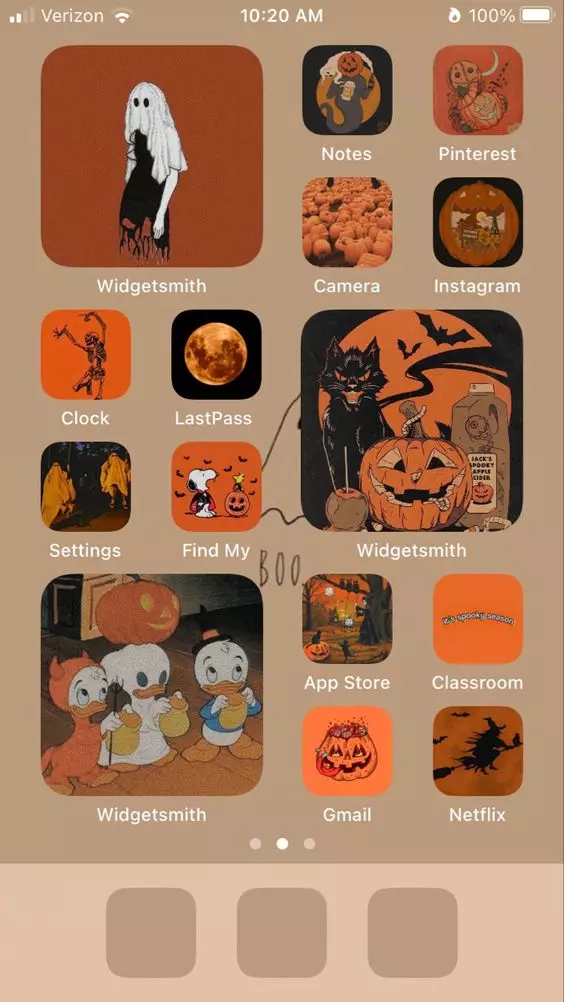 Verizon 10:20 AM 100%
Widgetsmith
Notes
Pinterest
Camera
Instagram
Clock
LastPass
JACK'S
SPOOKY
APPLE
CIDER
Settings
Find My
Widgetsmith
BOO
it's spooky season
App Store
Classroom
Widgetsmith
Gmail
Netflix